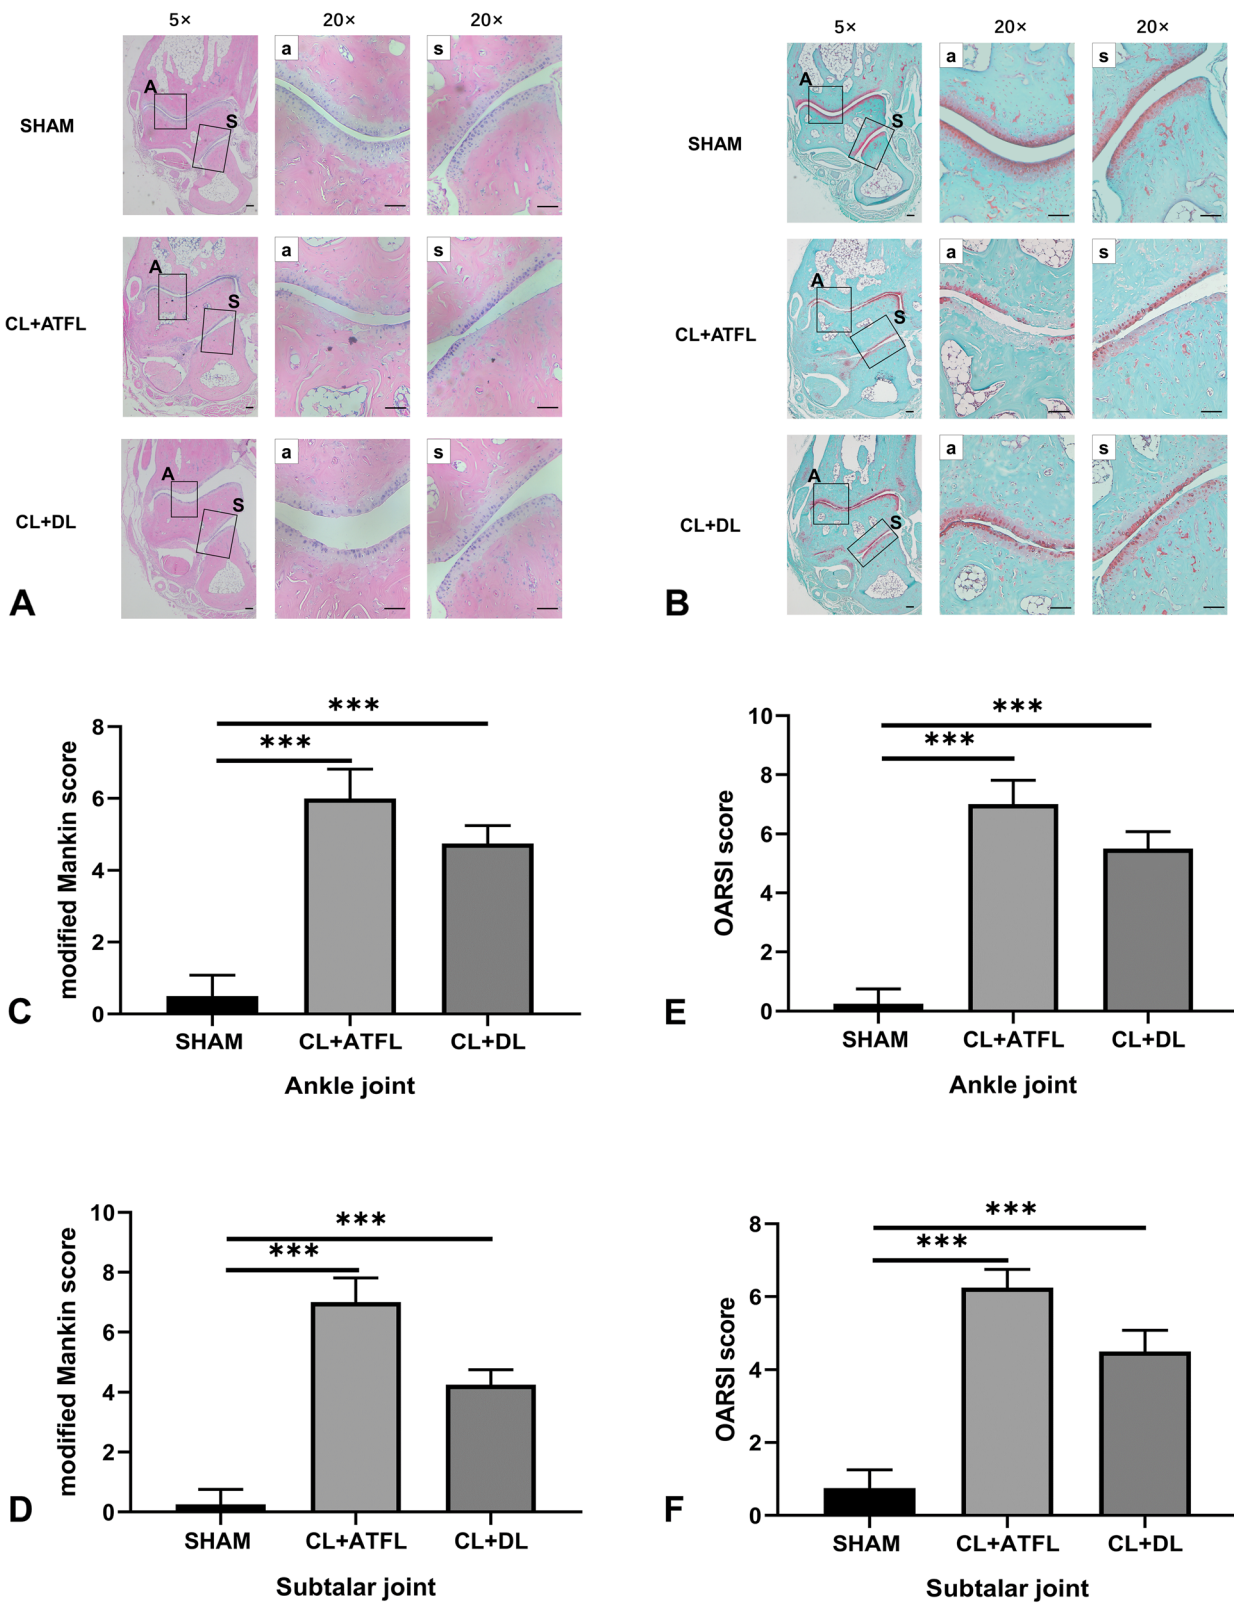 5× 20× 20×
SHAM
A S a s
CL+ATFL
A S a s
CL+DL
A S a s
A
5× 20× 20×
SHAM
A S a s
CL+ATFL
A S a s
CL+DL
A S a s
B
modified Mankin score
8
6
4
2
0
***
***
SHAM CL+ATFL CL+DL
Ankle joint
C
OARSI score
10
8
6
4
2
0
***
***
SHAM CL+ATFL CL+DL
Ankle joint
E
modified Mankin score
10
8
6
4
2
0
***
***
SHAM CL+ATFL CL+DL
Subtalar joint
D
OARSI score
8
6
4
2
0
***
***
SHAM CL+ATFL CL+DL
Subtalar joint
F